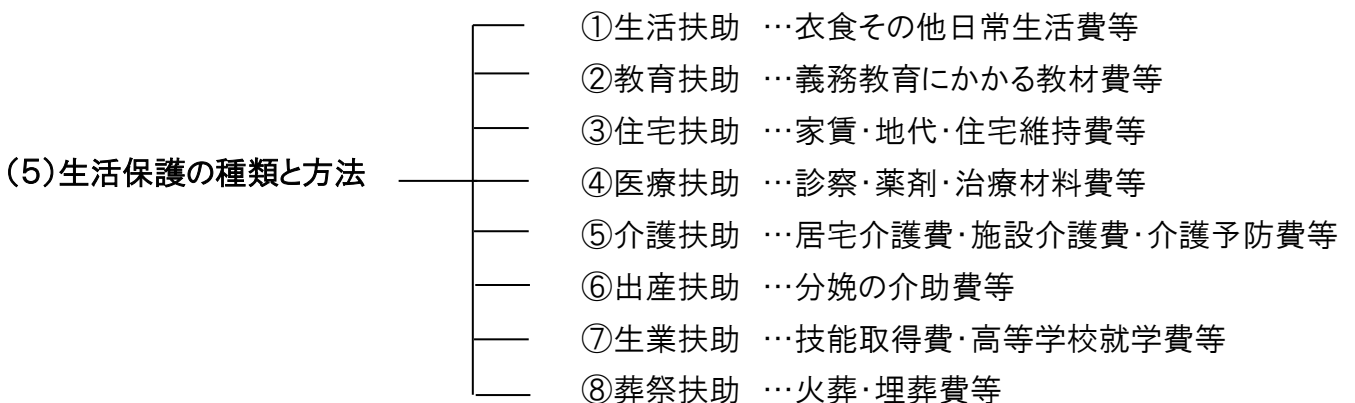 ①生活扶助 …衣食その他日常生活費等
②教育扶助 …義務教育にかかる教材費等
③住宅扶助 …家賃・地代・住宅維持費等
(5)生活保護の種類と方法
④医療扶助 …診察・薬剤・治療材料費等
⑤介護扶助 …居宅介護費・施設介護費・介護予防費等
⑥出産扶助 …分娩の介助費等
⑦生業扶助 …技能取得費・高等学校就学費等
⑧葬祭扶助 …火葬・埋葬費等